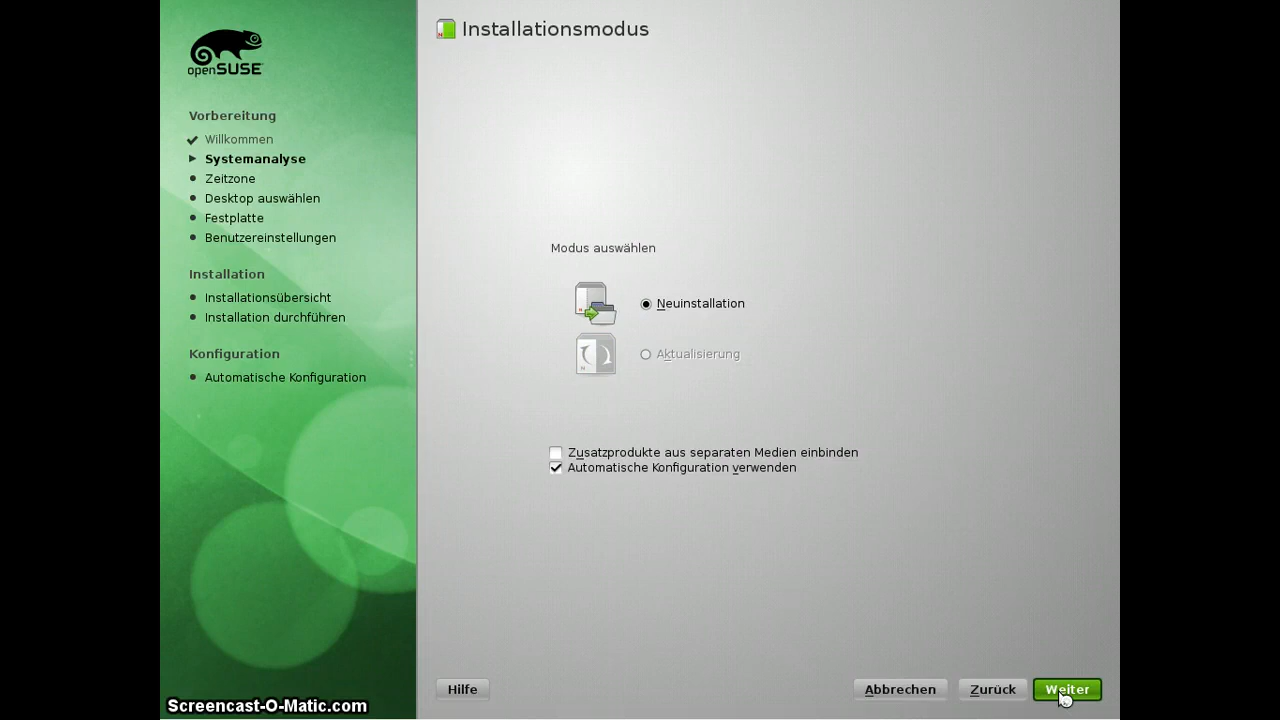 openSUSE
Vorbereitung
Willkommen
Systemanalyse
Zeitzone
Desktop auswählen
Festplatte
Benutzereinstellungen
Installation
Installationsübersicht
Installation durchführen
Konfiguration
Automatische Konfiguration
Screencast-O-Matic.com
Installationsmodus
Modus auswählen
Neuinstallation
Aktualisierung
Zusatzprodukte aus separaten Medien einbinden
Automatische Konfiguration verwenden
Hilfe
Abbrechen
Zurück
Weiter